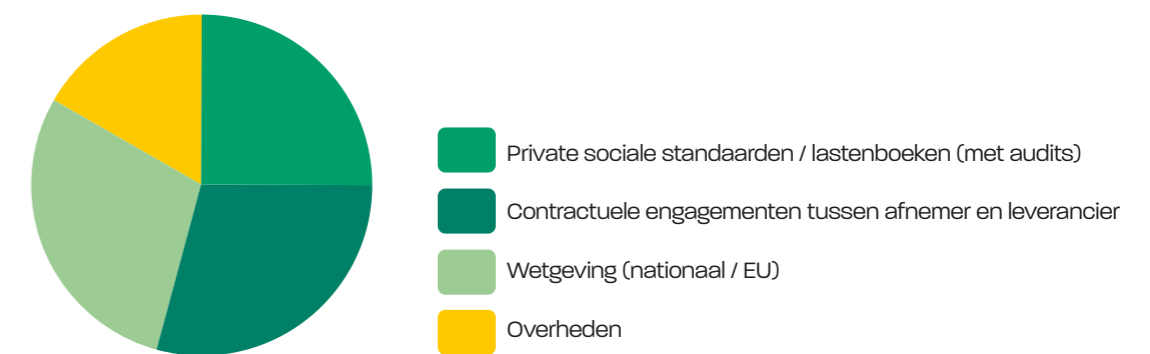 Private sociale standaarden / lastenboeken (met audits)
Contractuele engagementen tussen afnemer en leverancier
Wetgeving (nationaal / EU)
Overheden